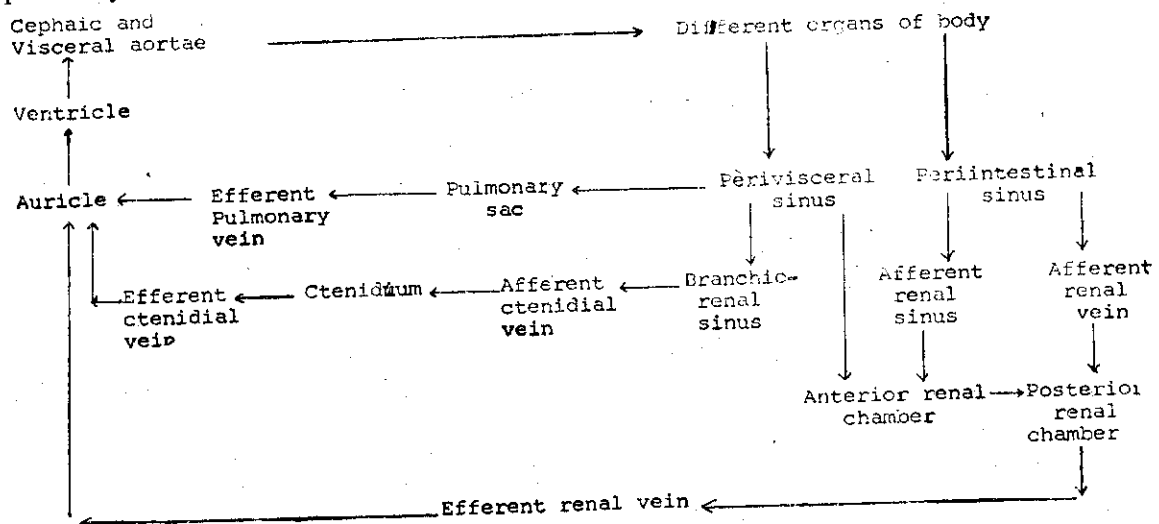 Cephaic and
Visceral aortae
Different organs of body
Ventricle
Auricle
Efferent
Pulmonary
vein
Pulmonary
sac
Pèrivisceral
sinus
Periintestinal
sinus
Efferent
ctenidial
vein
Ctenidium
Afferent
ctenidial
vein
Branchio-
renal
sinus
Afferent
renal
sinus
Afferent
renal
vein
Anterior renal
chamber
Posterior
renal
chamber
Efferent renal vein